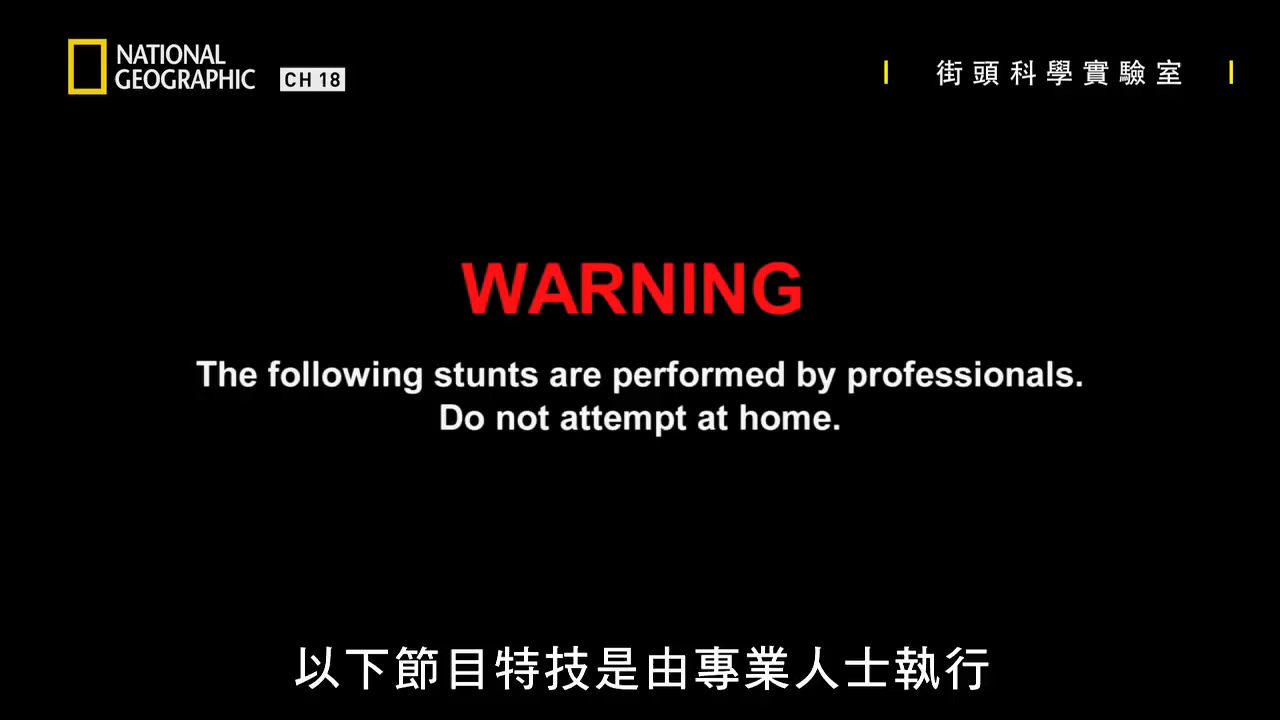 NATIONAL
GEOGRAPHIC
CH 18
街頭科學實驗室
WARNING
The following stunts are performed by professionals.
Do not attempt at home.
以下節目特技是由專業人士執行